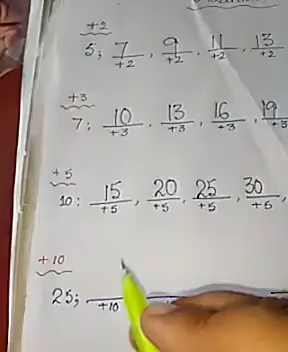 +2
5; 7, 9, 11, 13
+2 +2 +2 +2
+3
7; 10, 13, 16, 19
+3 +3 +3 +3
+5
10; 15, 20, 25, 30,
+5 +5 +5 +5
+10
25;
+10